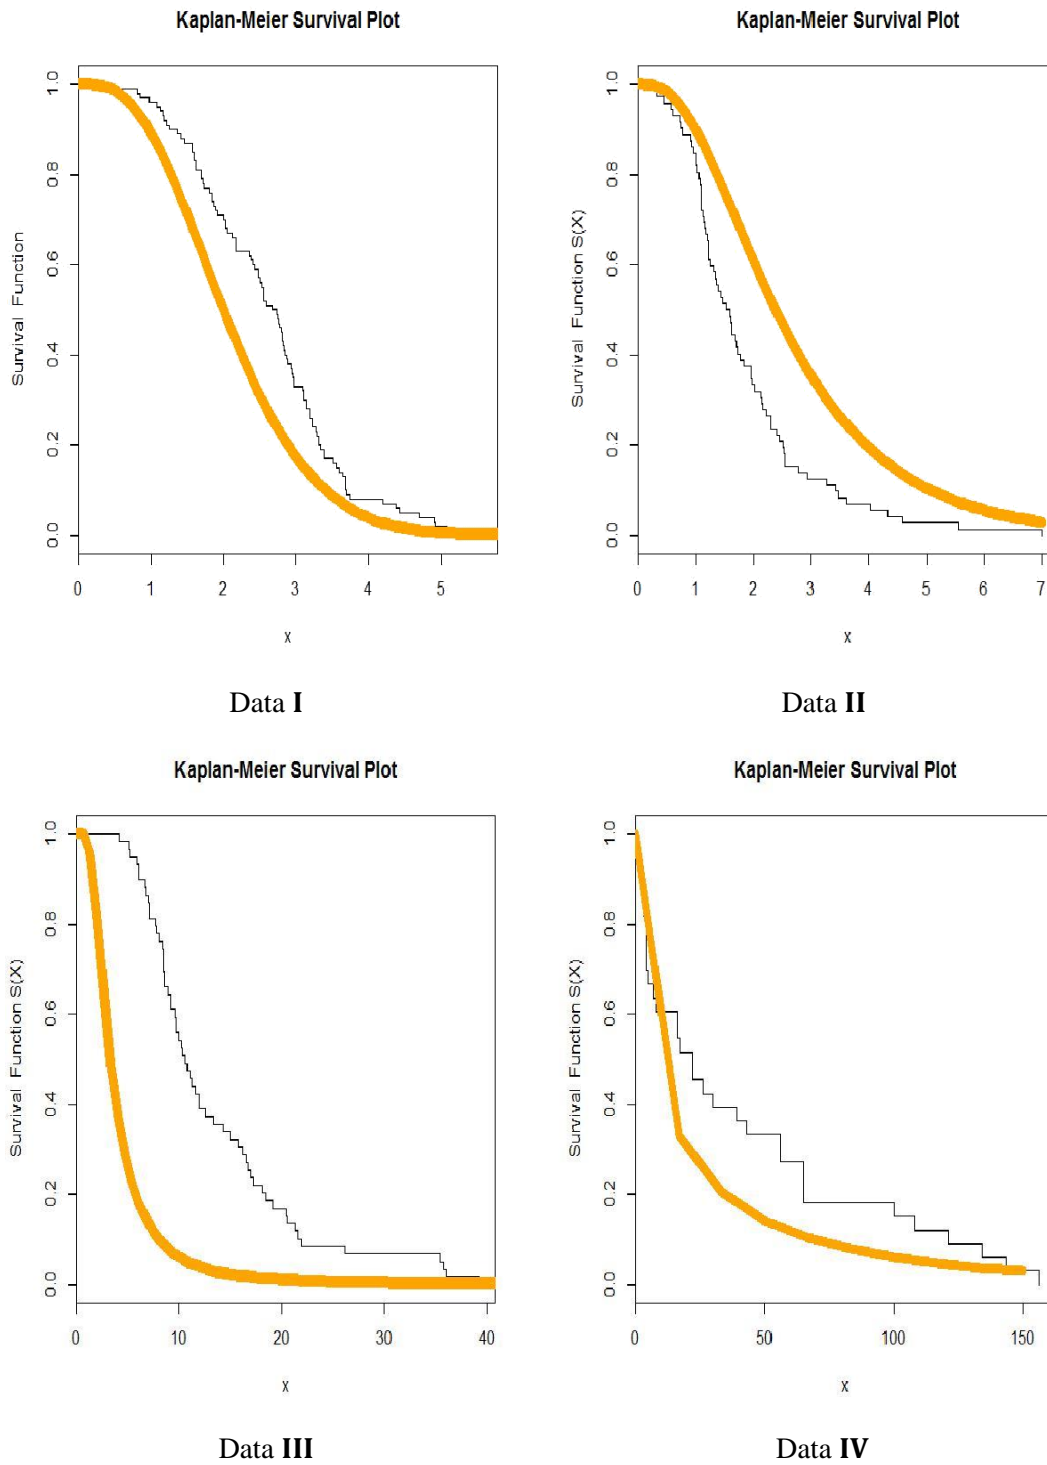 Kaplan-Meier Survival Plot
Survival Function
1.0
0.8
0.6
0.4
0.2
0.0
0 1 2 3 4 5
x
Data I
Kaplan-Meier Survival Plot
Survival Function S(X)
1.0
0.8
0.6
0.4
0.2
0.0
0 1 2 3 4 5 6 7
x
Data II
Kaplan-Meier Survival Plot
Survival Function S(X)
1.0
0.8
0.6
0.4
0.2
0.0
0 10 20 30 40
x
Data III
Kaplan-Meier Survival Plot
Survival Function S(X)
1.0
0.8
0.6
0.4
0.2
0.0
0 50 100 150
x
Data IV